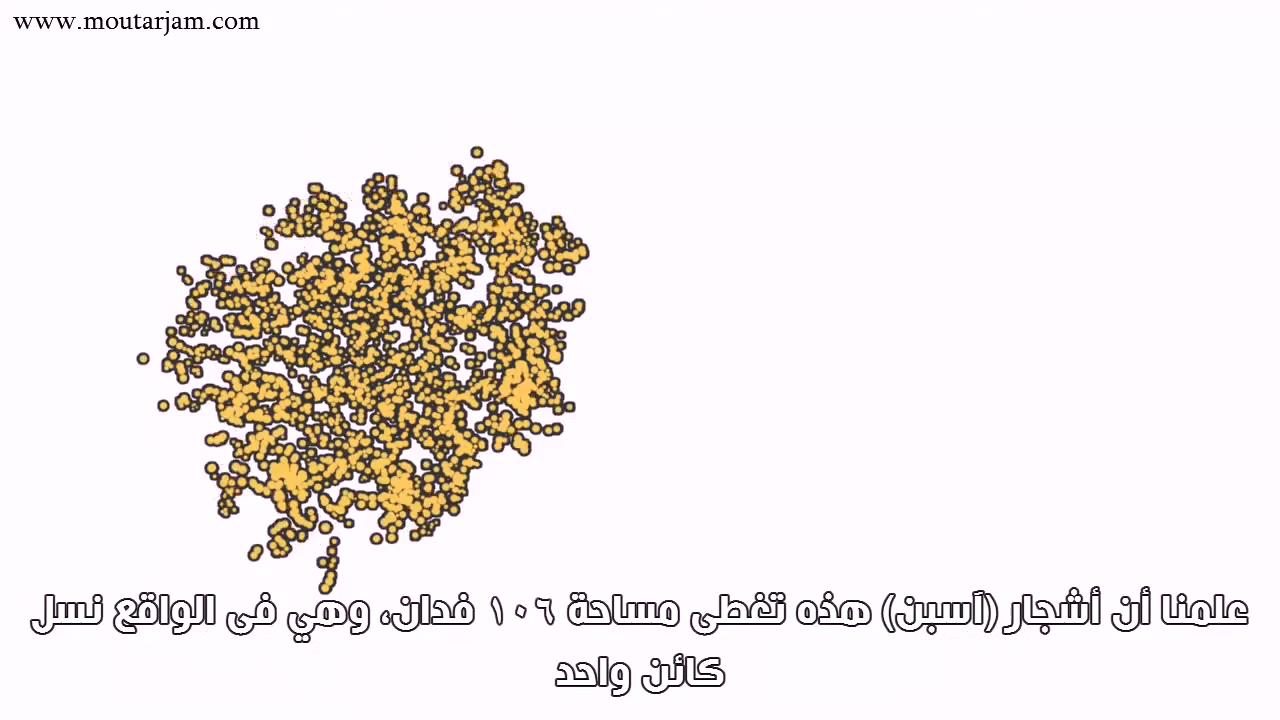 www.moutarjam.com
علمنا أن أشجار (آسبن) هذه تغطى مساحة ١٠٦ فدان، وهي فى الواقع نسل
كائن واحد